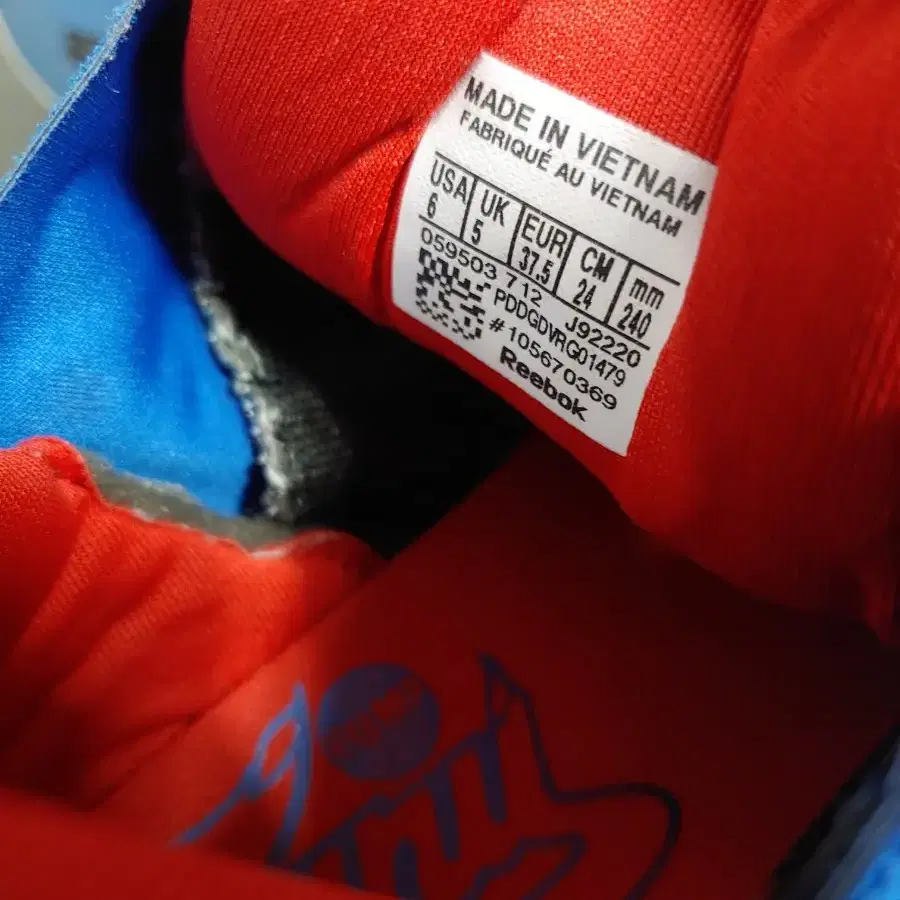 MADE IN VIETNAM
FABRIQUÉ AU VIETNAM
USA UK EUR CM mm
6 5 37.5 24 240
059503 712 J92220
PDDGDVRG01479
#105670369
Reebok